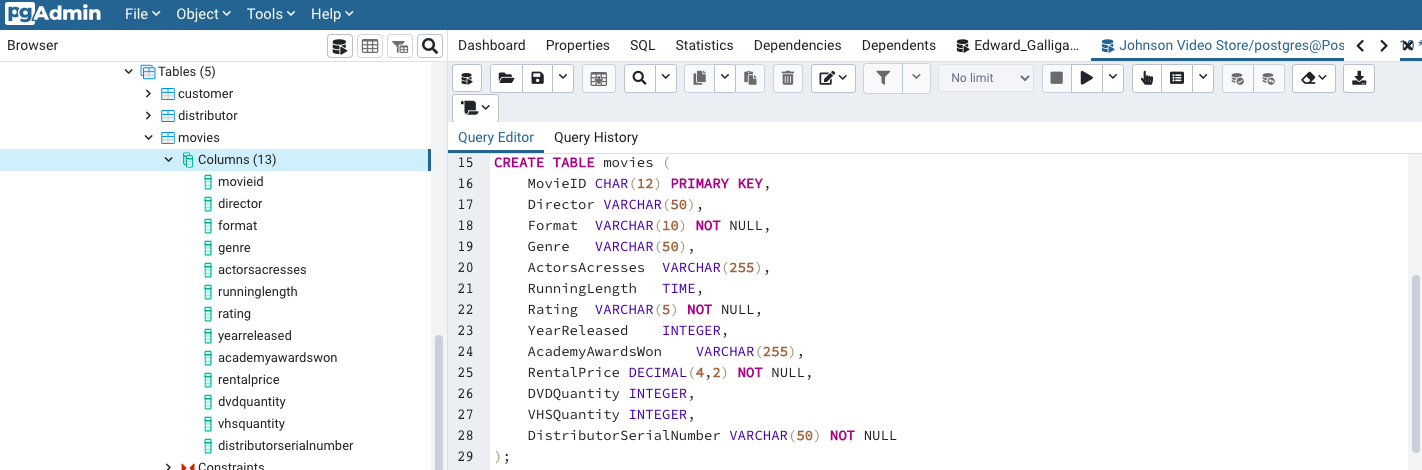 pgAdmin File Object Tools Help
Browser
Dashboard Properties SQL Statistics Dependencies Dependents Edward_Galliga... Johnson Video Store/postgres@Pos
No limit
Query Editor Query History
Tables (5)
customer
distributor
movies
Columns (13)
movieid
director
format
genre
actorsacresses
runninglength
rating
yearreleased
academyawardswon
rentalprice
dvdquantity
vhsquantity
distributorserialnumber
Constraints
15 CREATE TABLE movies (
16 MovieID CHAR(12) PRIMARY KEY,
17 Director VARCHAR(50),
18 Format VARCHAR(10) NOT NULL,
19 Genre VARCHAR(50),
20 ActorsAcresses VARCHAR(255),
21 RunningLength TIME,
22 Rating VARCHAR(5) NOT NULL,
23 YearReleased INTEGER,
24 AcademyAwardsWon VARCHAR(255),
25 RentalPrice DECIMAL(4,2) NOT NULL,
26 DVDQuantity INTEGER,
27 VHSQuantity INTEGER,
28 DistributorSerialNumber VARCHAR(50) NOT NULL
29 );